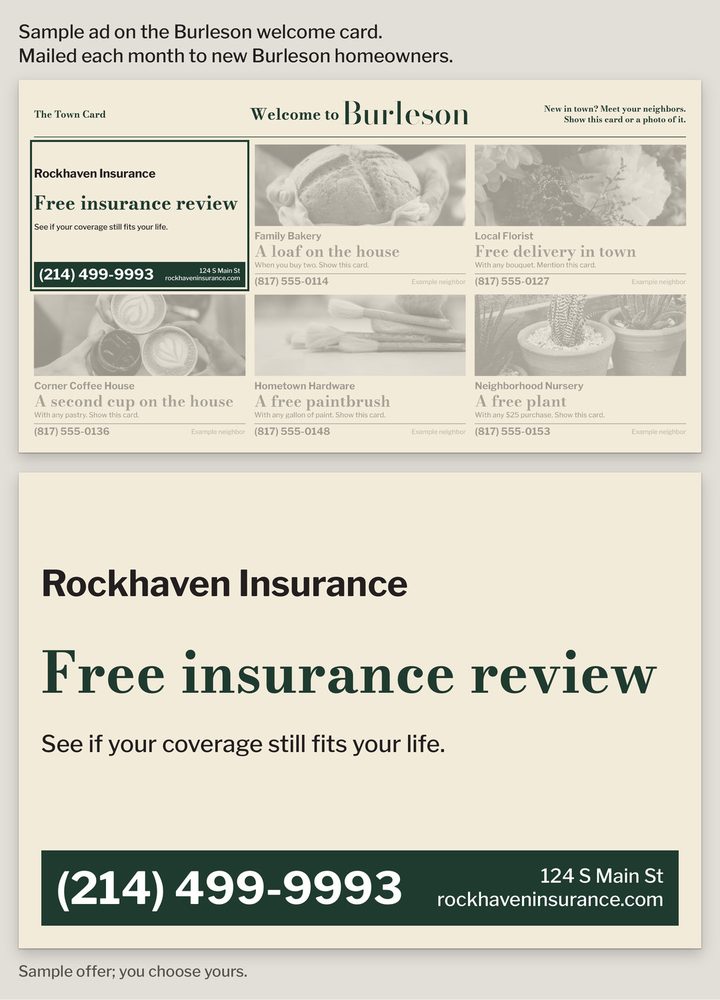 Sample ad on the Burleson welcome card.
Mailed each month to new Burleson homeowners.
The Town Card
Welcome to Burleson
New in town? Meet your neighbors.
Show this card or a photo of it.
Rockhaven Insurance
Free insurance review
See if your coverage still fits your life.
(214) 499-9993
124 S Main St
rockhaveninsurance.com
Family Bakery
A loaf on the house
When you buy two. Show this card.
(817) 555-0114
Example neighbor
Local Florist
Free delivery in town
With any bouquet. Mention this card.
(817) 555-0127
Example neighbor
Corner Coffee House
A second cup on the house
With any pastry. Show this card.
(817) 555-0136
Example neighbor
Hometown Hardware
A free paintbrush
With any gallon of paint. Show this card.
(817) 555-0148
Example neighbor
Neighborhood Nursery
A free plant
With any $25 purchase. Show this card.
(817) 555-0153
Example neighbor
Rockhaven Insurance
Free insurance review
See if your coverage still fits your life.
(214) 499-9993
124 S Main St
rockhaveninsurance.com
Sample offer; you choose yours.